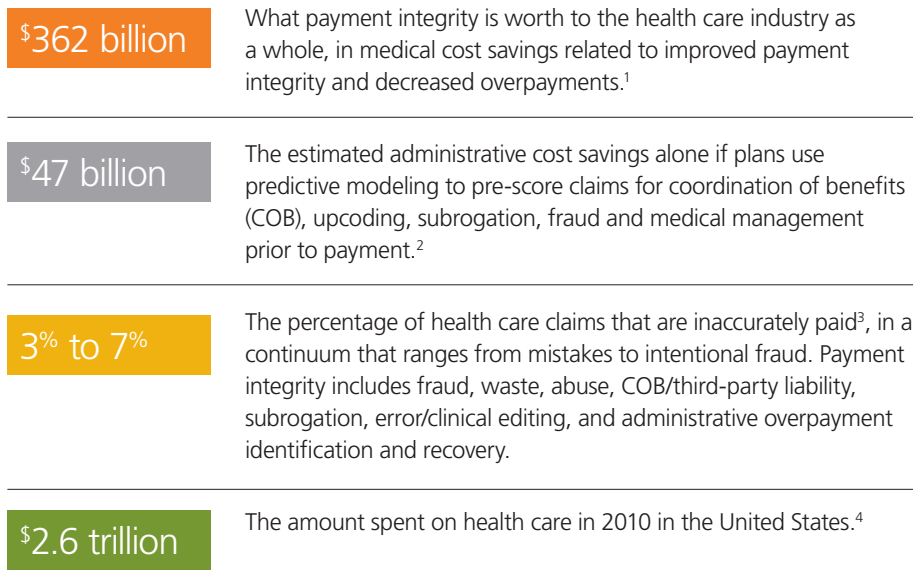 $362 billion
What payment integrity is worth to the health care industry as
a whole, in medical cost savings related to improved payment
integrity and decreased overpayments.1
$47 billion
The estimated administrative cost savings alone if plans use
predictive modeling to pre-score claims for coordination of benefits
(COB), upcoding, subrogation, fraud and medical management
prior to payment.2
3% to 7%
The percentage of health care claims that are inaccurately paid3, in a
continuum that ranges from mistakes to intentional fraud. Payment
integrity includes fraud, waste, abuse, COB/third-party liability,
subrogation, error/clinical editing, and administrative overpayment
identification and recovery.
$2.6 trillion
The amount spent on health care in 2010 in the United States.4